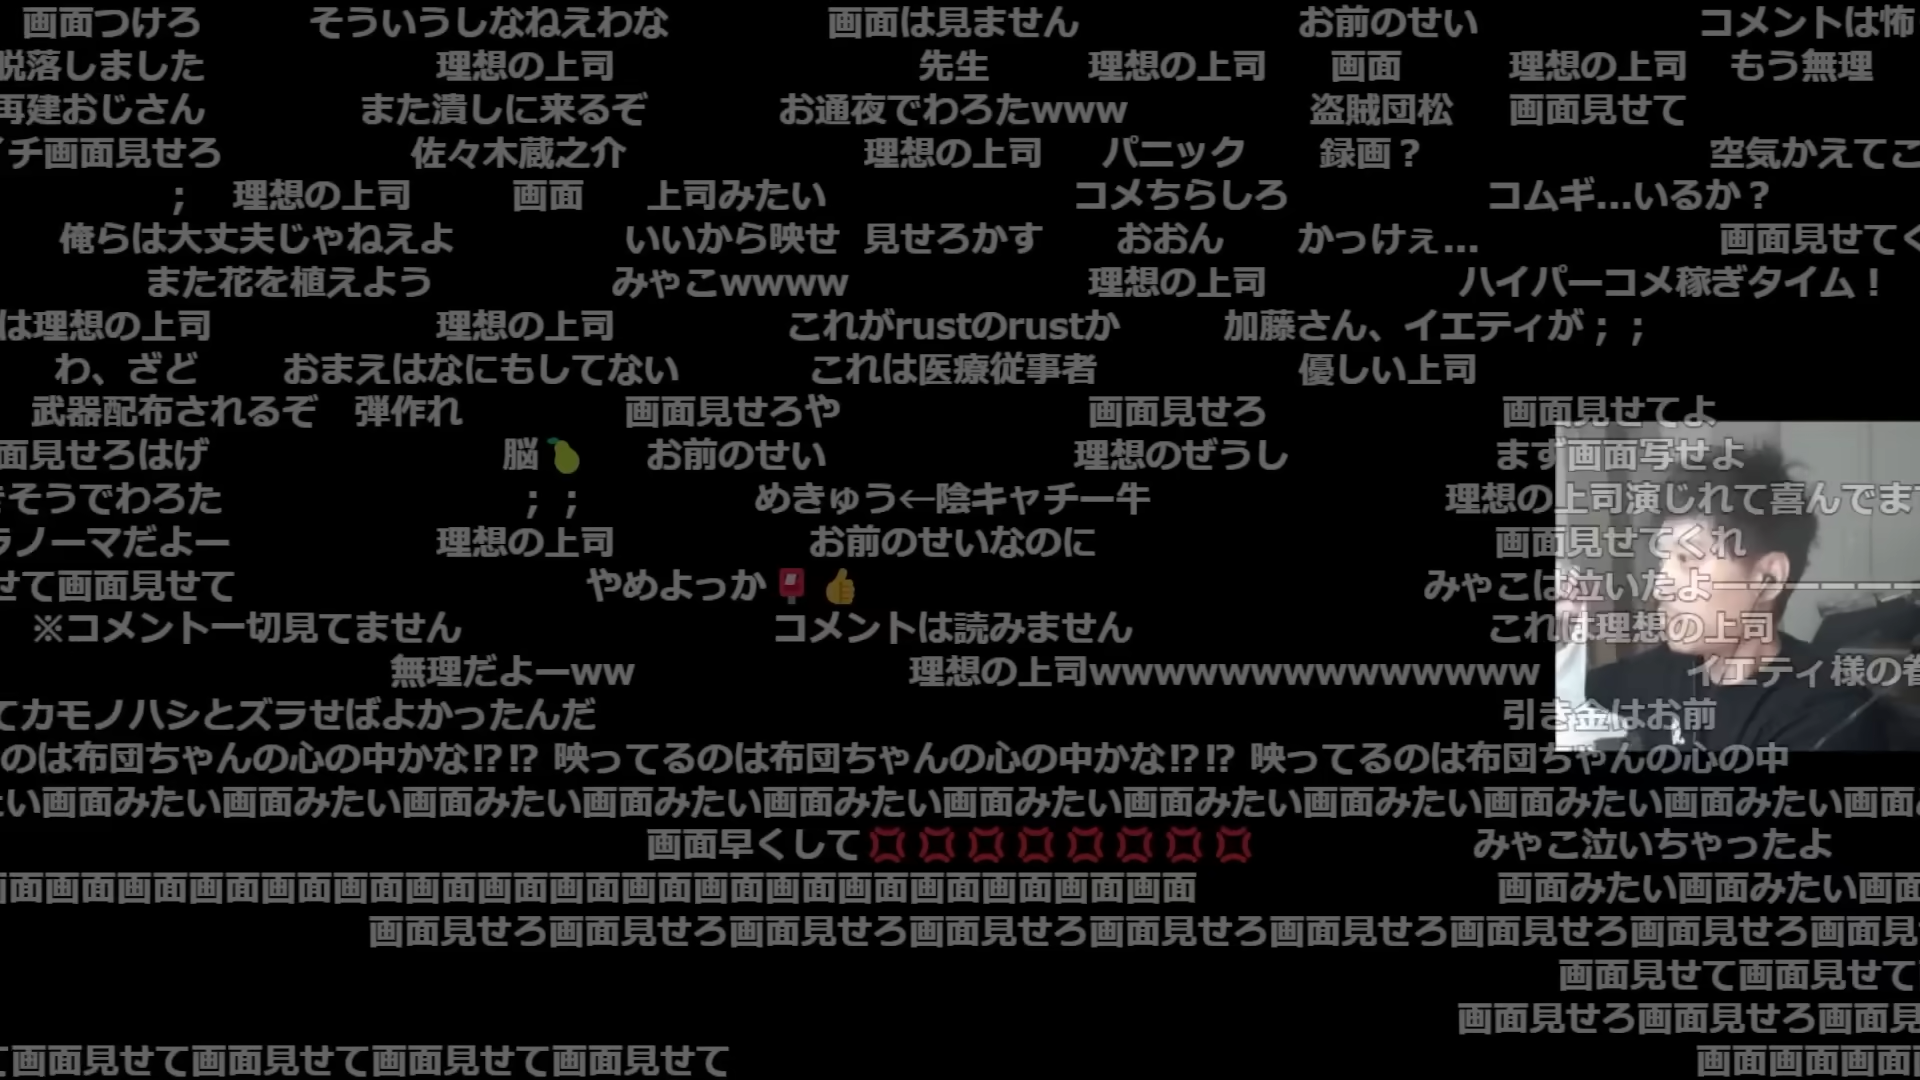 画面つけろ そういうしなねえわな 画面は見ません お前のせい コメントは怖
脱落しました 理想の上司 先生 理想の上司 画面 理想の上司 もう無理
再建おじさん また潰しに来るぞ お通夜でわろたwww 盗賊団松 画面見せて
イチ画面見せろ 佐々木蔵之介 理想の上司 パニック 録画？ 空気かえてこ
； 理想の上司 画面 上司みたい コメちらしろ コムギ…いるか？
俺らは大丈夫じゃねえよ いいから映せ 見せろかす おおん かっけぇ… 画面見せてく
また花を植えよう みゃこwwww 理想の上司 ハイパーコメ稼ぎタイム！
は理想の上司 理想の上司 これがrustのrustか 加藤さん、イエティが；；
わ、ざど おまえはなにもしてない これは医療従事者 優しい上司
武器配布されるぞ 弾作れ 画面見せろや 画面見せろ 画面見せてよ
面見せろはげ 脳🍐 お前のせい 理想のぜうし まず画面写せよ
きそうでわろた ；； めきゅう←陰キャチー牛 理想の上司演じれて喜んでます
ラノーマだよー 理想の上司 お前のせいなのに 画面見せてくれ
せて画面見せて やめよっか📮👍 みゃこは泣いたよーーーーーー
※コメント一切見てません コメントは読みません これは理想の上司
無理だよーww 理想の上司wwwwwwwwwwwwww イエティ様の
てカモノハシとズラせばよかったんだ 引き金はお前
のは布団ちゃんの心の中かな⁉⁉ 映ってるのは布団ちゃんの心の中かな⁉⁉ 映ってるのは布団ちゃんの心の中
たい画面みたい画面みたい画面みたい画面みたい画面みたい画面みたい画面みたい画面みたい画面みたい画面
画面早くして💢💢💢💢💢💢💢💢 みゃこ泣いちゃったよ
画面画面画面画面画面画面画面画面画面画面画面画面画面画面画面画面画面 画面みたい画面みたい画面
画面見せろ画面見せろ画面見せろ画面見せろ画面見せろ画面見せろ画面見せろ画面見せろ画面見
画面見せて画面見せて
画面見せろ画面見せろ画面見
て画面見せて画面見せて画面見せて画面見せて 画面画面画面